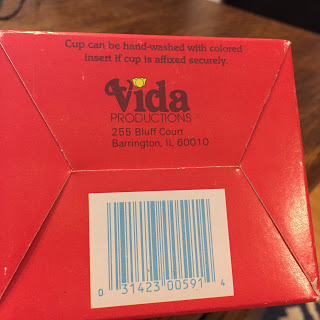 Cup can be hand-washed with colored
insert if cup is affixed securely.
Vida
PRODUCTIONS
255 Bluff Court
Barrington, IL 60010
0 31423 00591 4